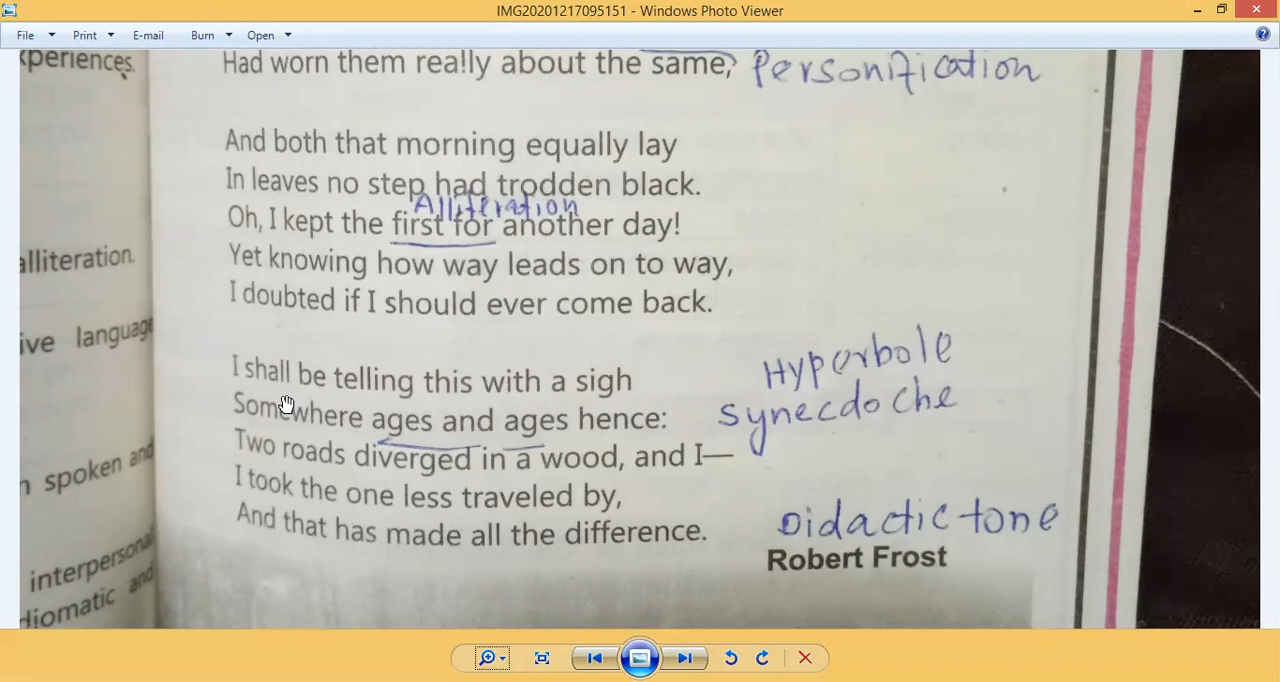 IMG20201217095151 - Windows Photo Viewer
File Print E-mail Burn Open
xperiences.
Had worn them really about the same, Personification
And both that morning equally lay
In leaves no step had trodden black.
Alliteration
Oh, I kept the first for another day!
alliteration.
Yet knowing how way leads on to way,
I doubted if I should ever come back.
ive language
I shall be telling this with a sigh Hyperbole
Somewhere ages and ages hence: synecdoche
Two roads diverged in a wood, and I—
n spoken and
I took the one less traveled by,
And that has made all the difference. Didactic tone
Robert Frost
interpersonal
diomatic and